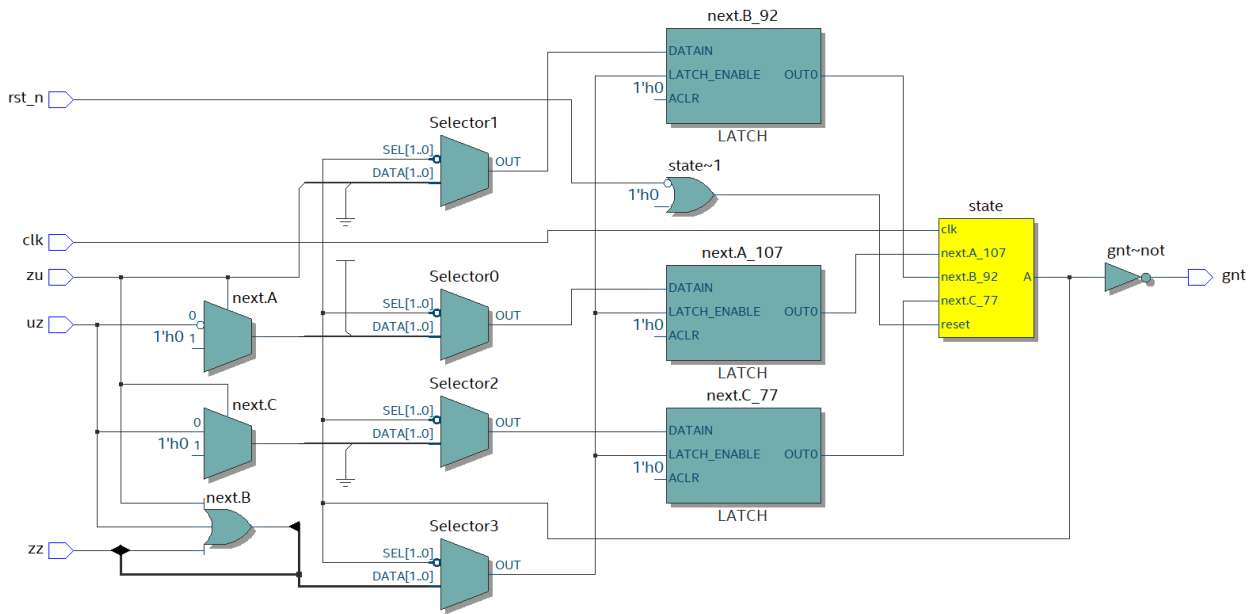 next.B_92
DATAIN
LATCH_ENABLE OUT0
1'h0 ACLR
LATCH
rst_n
Selector1
SEL[1..0]
DATA[1..0]
OUT
state~1
1'h0
state
clk
next.A_107
next.B_92
next.C_77
reset
A
gnt~not
gnt
clk
zu
uz
next.A
0
1'h0 1
Selector0
SEL[1..0]
DATA[1..0]
OUT
next.A_107
DATAIN
LATCH_ENABLE OUT0
1'h0 ACLR
LATCH
next.C
0
1'h0 1
Selector2
SEL[1..0]
DATA[1..0]
OUT
next.C_77
DATAIN
LATCH_ENABLE OUT0
1'h0 ACLR
LATCH
next.B
zz
Selector3
SEL[1..0]
DATA[1..0]
OUT